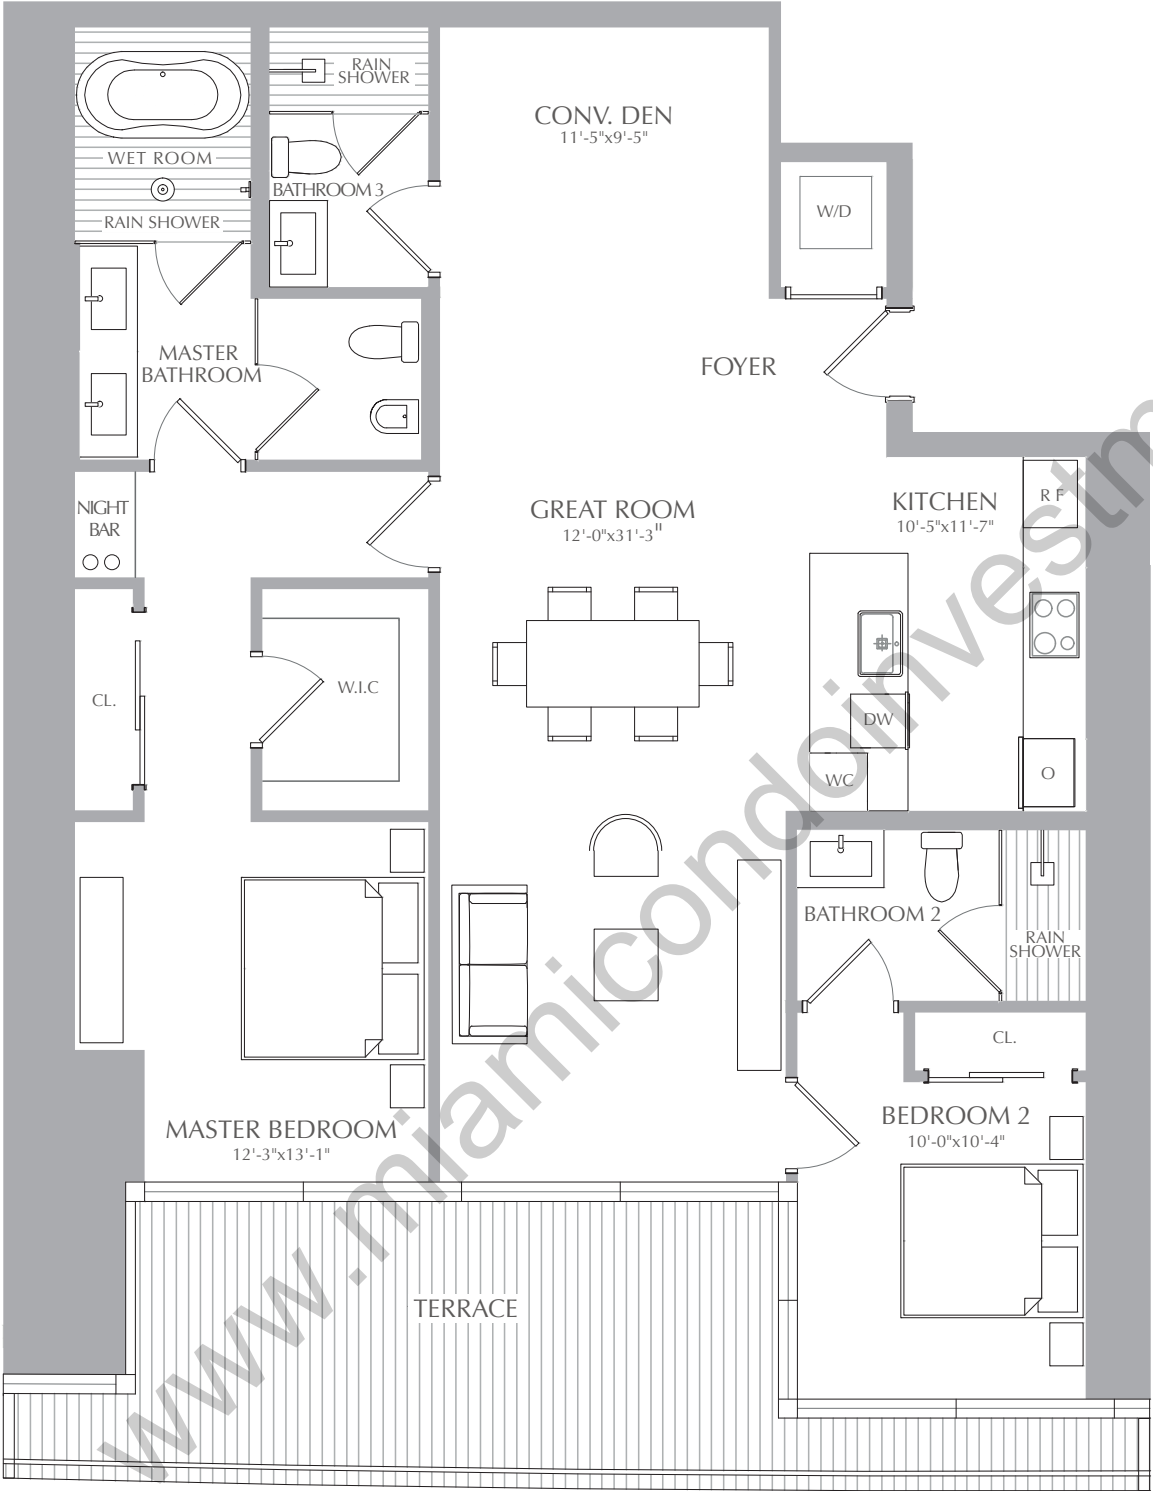 RAIN
SHOWER
CONV. DEN
11'-5"x9'-5"
WET ROOM
BATHROOM 3
W/D
RAIN SHOWER
MASTER
BATHROOM
FOYER
NIGHT
BAR
GREAT ROOM
12'-0"x31'-3"
KITCHEN
10'-5"x11'-7"
R F
CL.
W.I.C
DW
WC
O
BATHROOM 2
RAIN
SHOWER
CL.
MASTER BEDROOM
12'-3"x13'-1"
BEDROOM 2
10'-0"x10'-4"
TERRACE
www.miamicondoinvestm